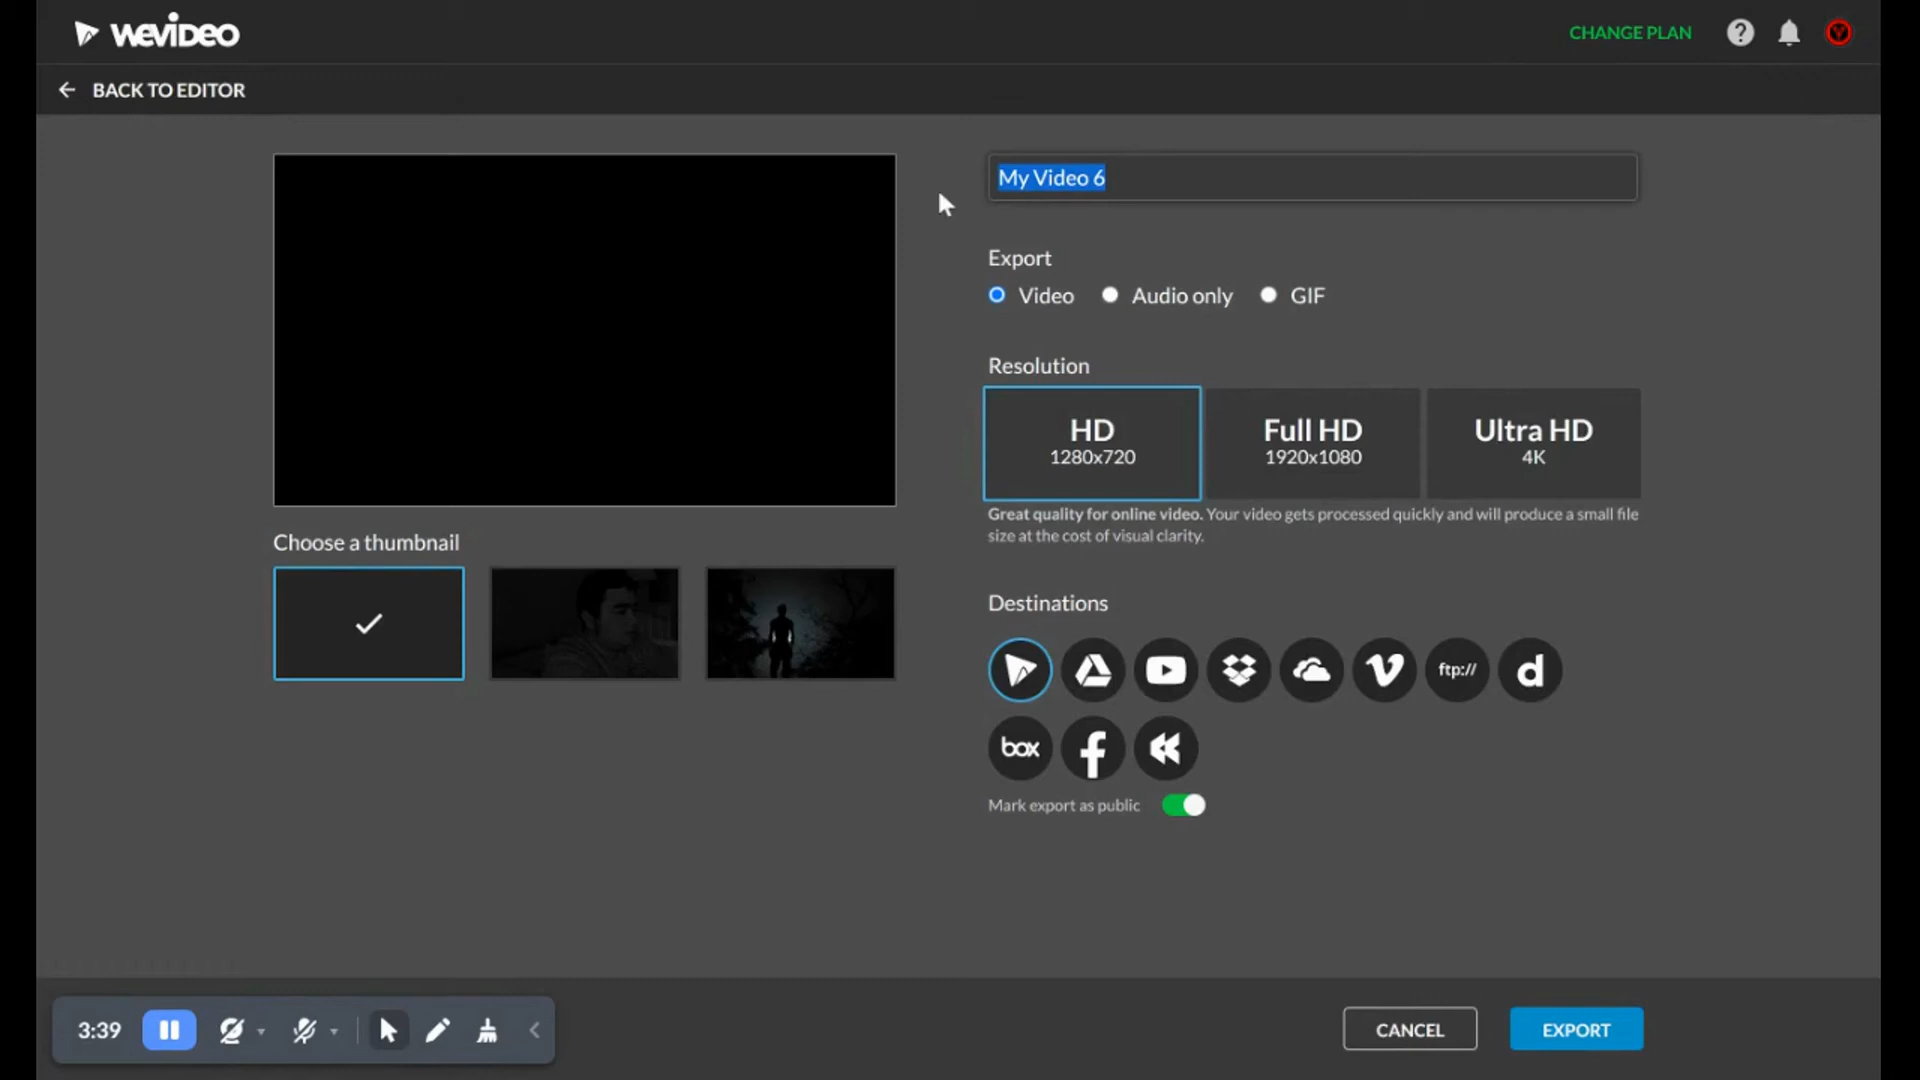 WEVIDEO
CHANGE PLAN
BACK TO EDITOR
My Video 6
Export
Video
Audio only
GIF
Resolution
HD
1280x720
Full HD
1920x1080
Ultra HD
4K
Great quality for online video. Your video gets processed quickly and will produce a small file
size at the cost of visual clarity.
Choose a thumbnail
Destinations
ftp://
d
box
Mark export as public
3:39
CANCEL
EXPORT